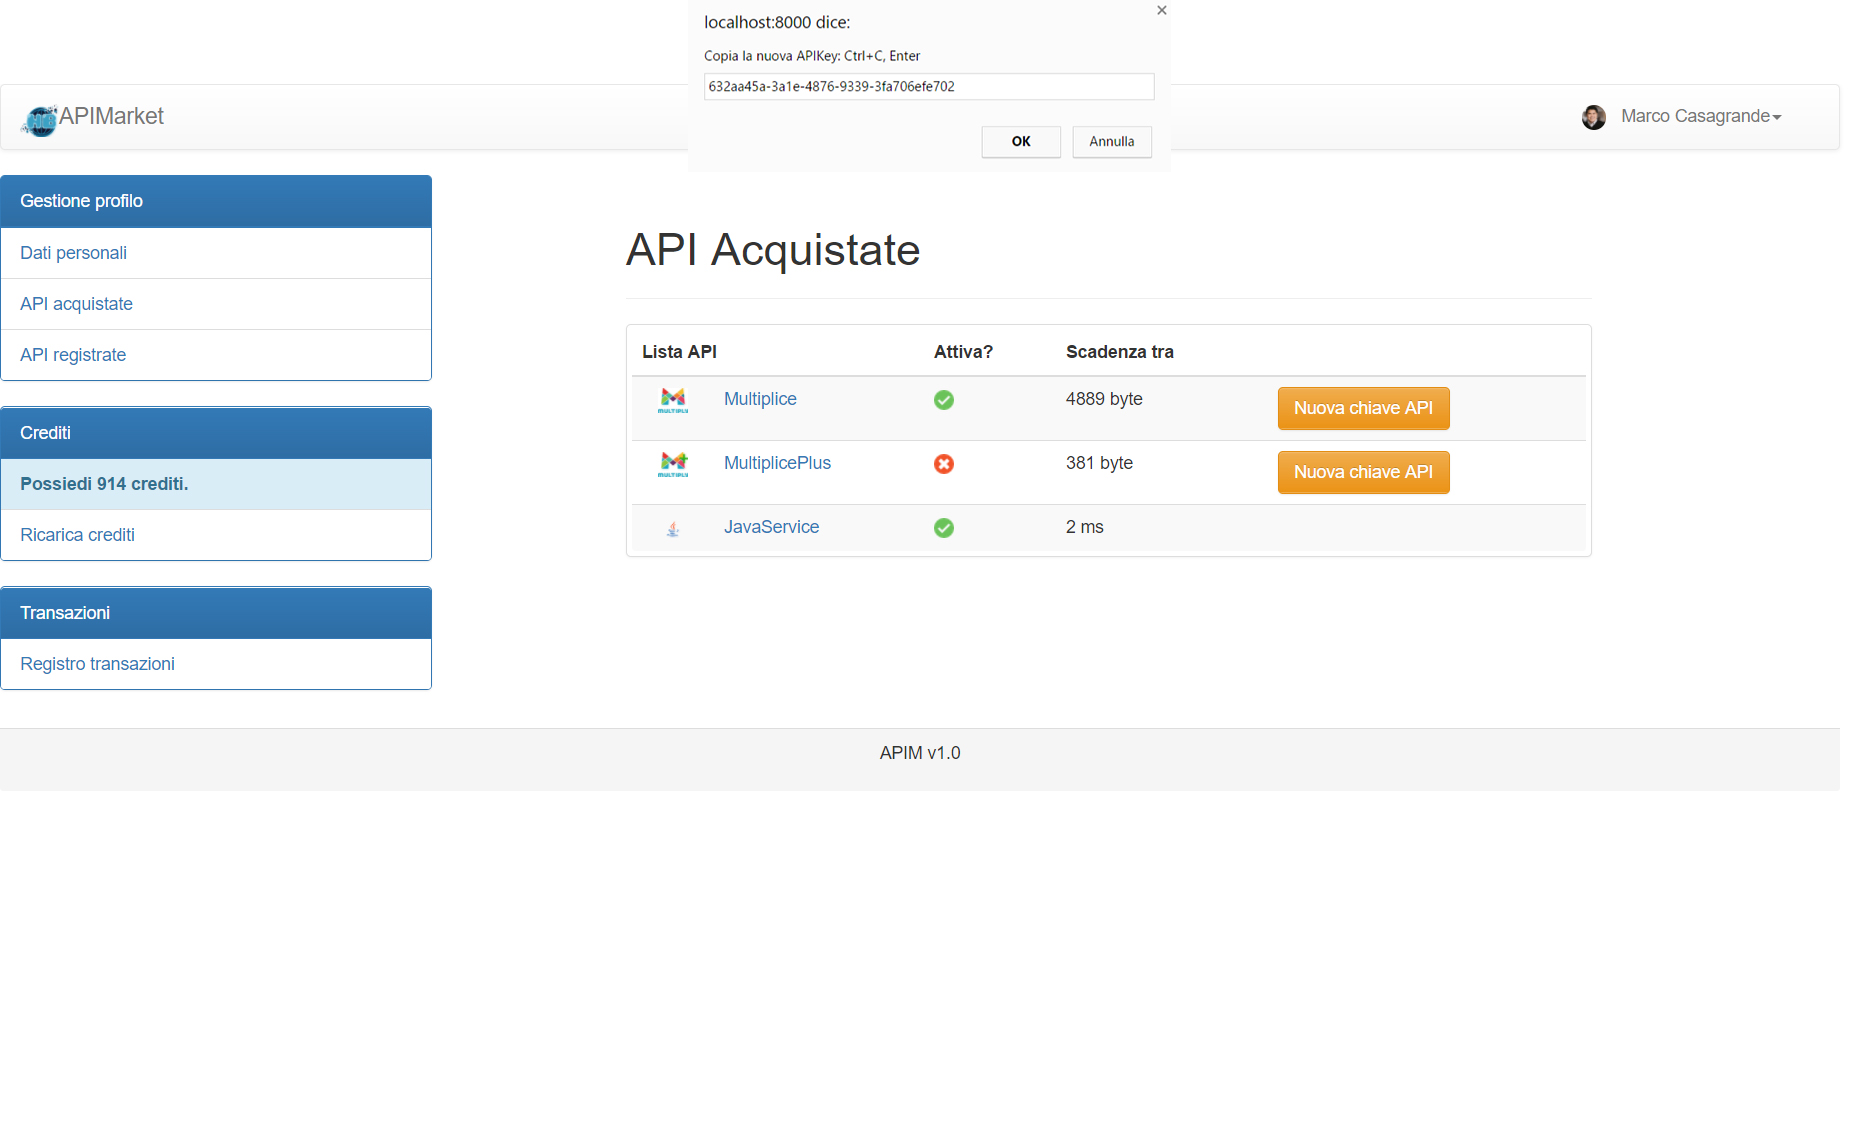 localhost:8000 dice:
Copia la nuova APIKey: Ctrl+C, Enter
632aa45a-3a1e-4876-9339-3fa706efe702
OK Annulla
APIMarket Marco Casagrande
Gestione profilo
Dati personali
API acquistate
API registrate
Crediti
Possiedi 914 crediti.
Ricarica crediti
Transazioni
Registro transazioni
API Acquistate
Lista API Attiva? Scadenza tra
MULTIPLY Multiplice 4889 byte Nuova chiave API
MULTIPLY MultiplicePlus 381 byte Nuova chiave API
JavaService 2 ms
APIM v1.0